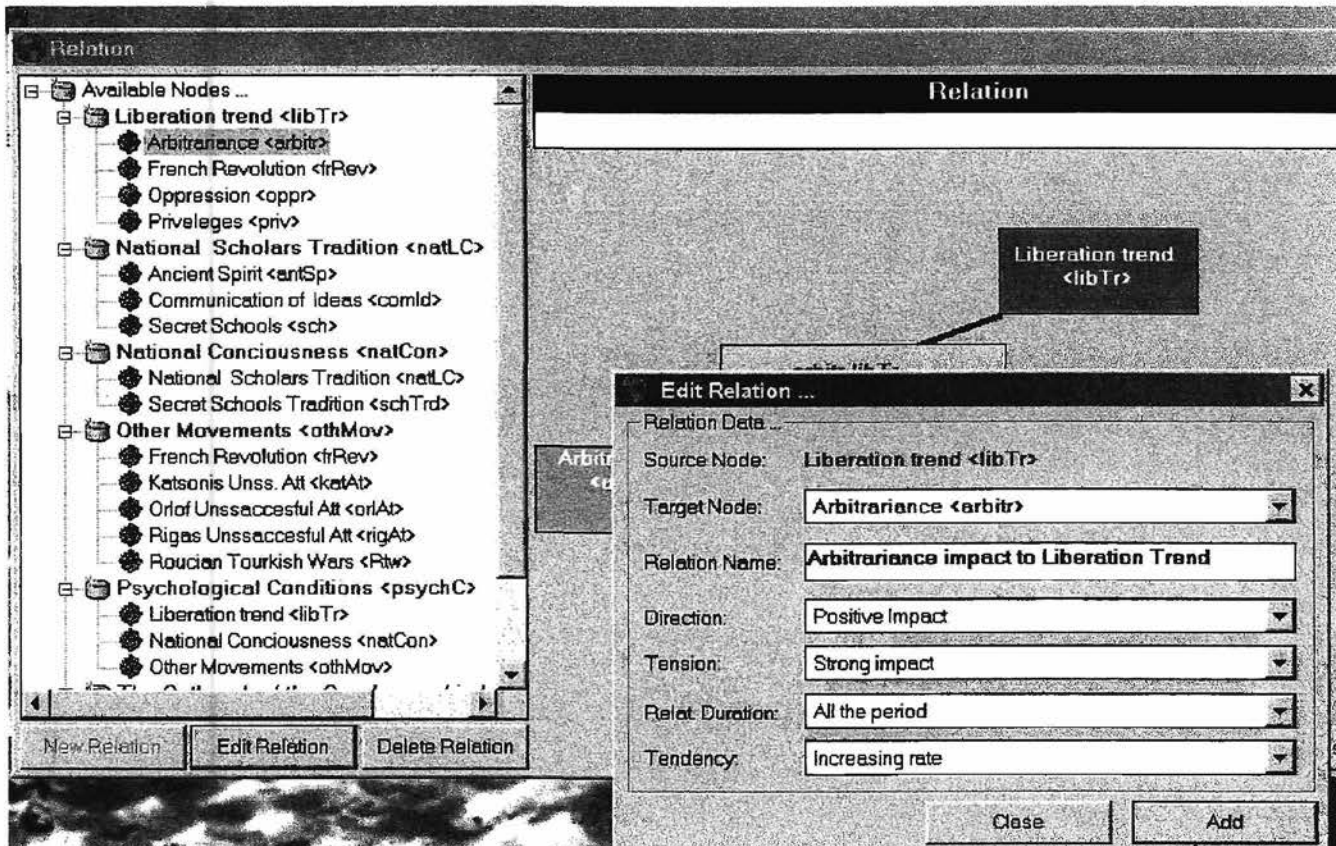 Relation
Available Nodes ...
Liberation trend <libTr>
Arbitrariance <arbitr>
French Revolution <frRev>
Oppression <oppr>
Priveleges <priv>
National Scholars Tradition <natLC>
Ancient Spirit <antSp>
Communication of Ideas <comId>
Secret Schools <sch>
National Conciousness <natCon>
National Scholars Tradition <natLC>
Secret Schools Tradition <schTrd>
Other Movements <othMov>
French Revolution <frRev>
Katsonis Unss. Att <katAt>
Orlof Unssaccesful Att <orlAt>
Rigas Unssaccesful Att <rigAt>
Roucian Tourkish Wars <Rtw>
Psychological Conditions <psychC>
Liberation trend <libTr>
National Conciousness <natCon>
Other Movements <othMov>
New Relation
Edit Relation
Delete Relation
Relation
Liberation trend
<libTr>
Edit Relation ...
Relation Data ...
Source Node: Liberation trend <libTr>
Target Node: Arbitrariance <arbitr>
Relation Name: Arbitrariance impact to Liberation Trend
Direction: Positive Impact
Tension: Strong impact
Relat. Duration: All the period
Tendency: Increasing rate
Close
Add